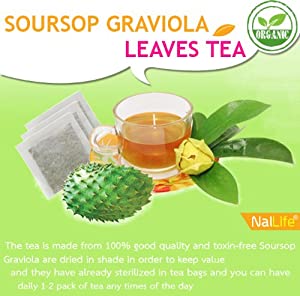 SOURSOP GRAVIOLA
LEAVES TEA
ORGANIC
NalLife®
The tea is made from 100% good quality and toxin-free Soursop
Graviola are dried in shade in order to keep value
and they have already sterilized in tea bags and you can have
daily 1-2 pack of tea any times of the day